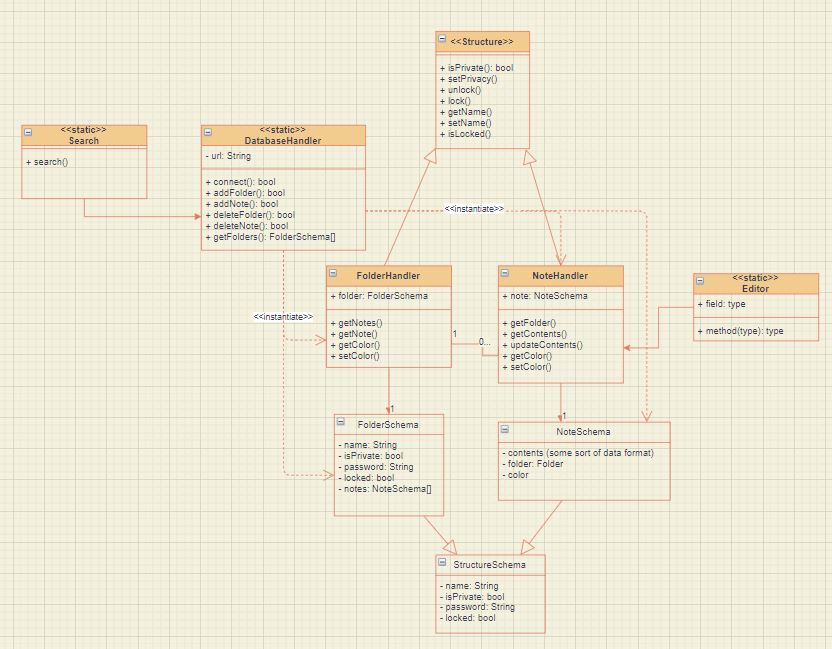 <<Structure>>
+ isPrivate(): bool
+ setPrivacy()
+ unlock()
+ lock()
+ getName()
+ setName()
+ isLocked()
<<static>>
Search
+ search()
<<static>>
DatabaseHandler
- url: String
+ connect(): bool
+ addFolder(): bool
+ addNote(): bool
+ deleteFolder(): bool
+ deleteNote(): bool
+ getFolders(): FolderSchema[]
<<instantiate>>
<<instantiate>>
FolderHandler
+ folder: FolderSchema
+ getNotes()
+ getNote()
+ getColor()
+ setColor()
1
0...
NoteHandler
+ note: NoteSchema
+ getFolder()
+ getContents()
+ updateContents()
+ getColor()
+ setColor()
<<static>>
Editor
+ field: type
+ method(type): type
1
FolderSchema
- name: String
- isPrivate: bool
- password: String
- locked: bool
- notes: NoteSchema[]
1
NoteSchema
- contents (some sort of data format)
- folder: Folder
- color
StructureSchema
- name: String
- isPrivate: bool
- password: String
- locked: bool